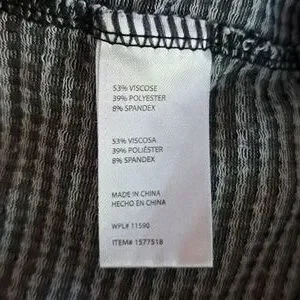 53% VISCOSE
39% POLYESTER
8% SPANDEX
53% VISCOSA
39% POLIÉSTER
8% SPANDEX
MADE IN CHINA
HECHO EN CHINA
WPL# 11590
ITEM# 1577518